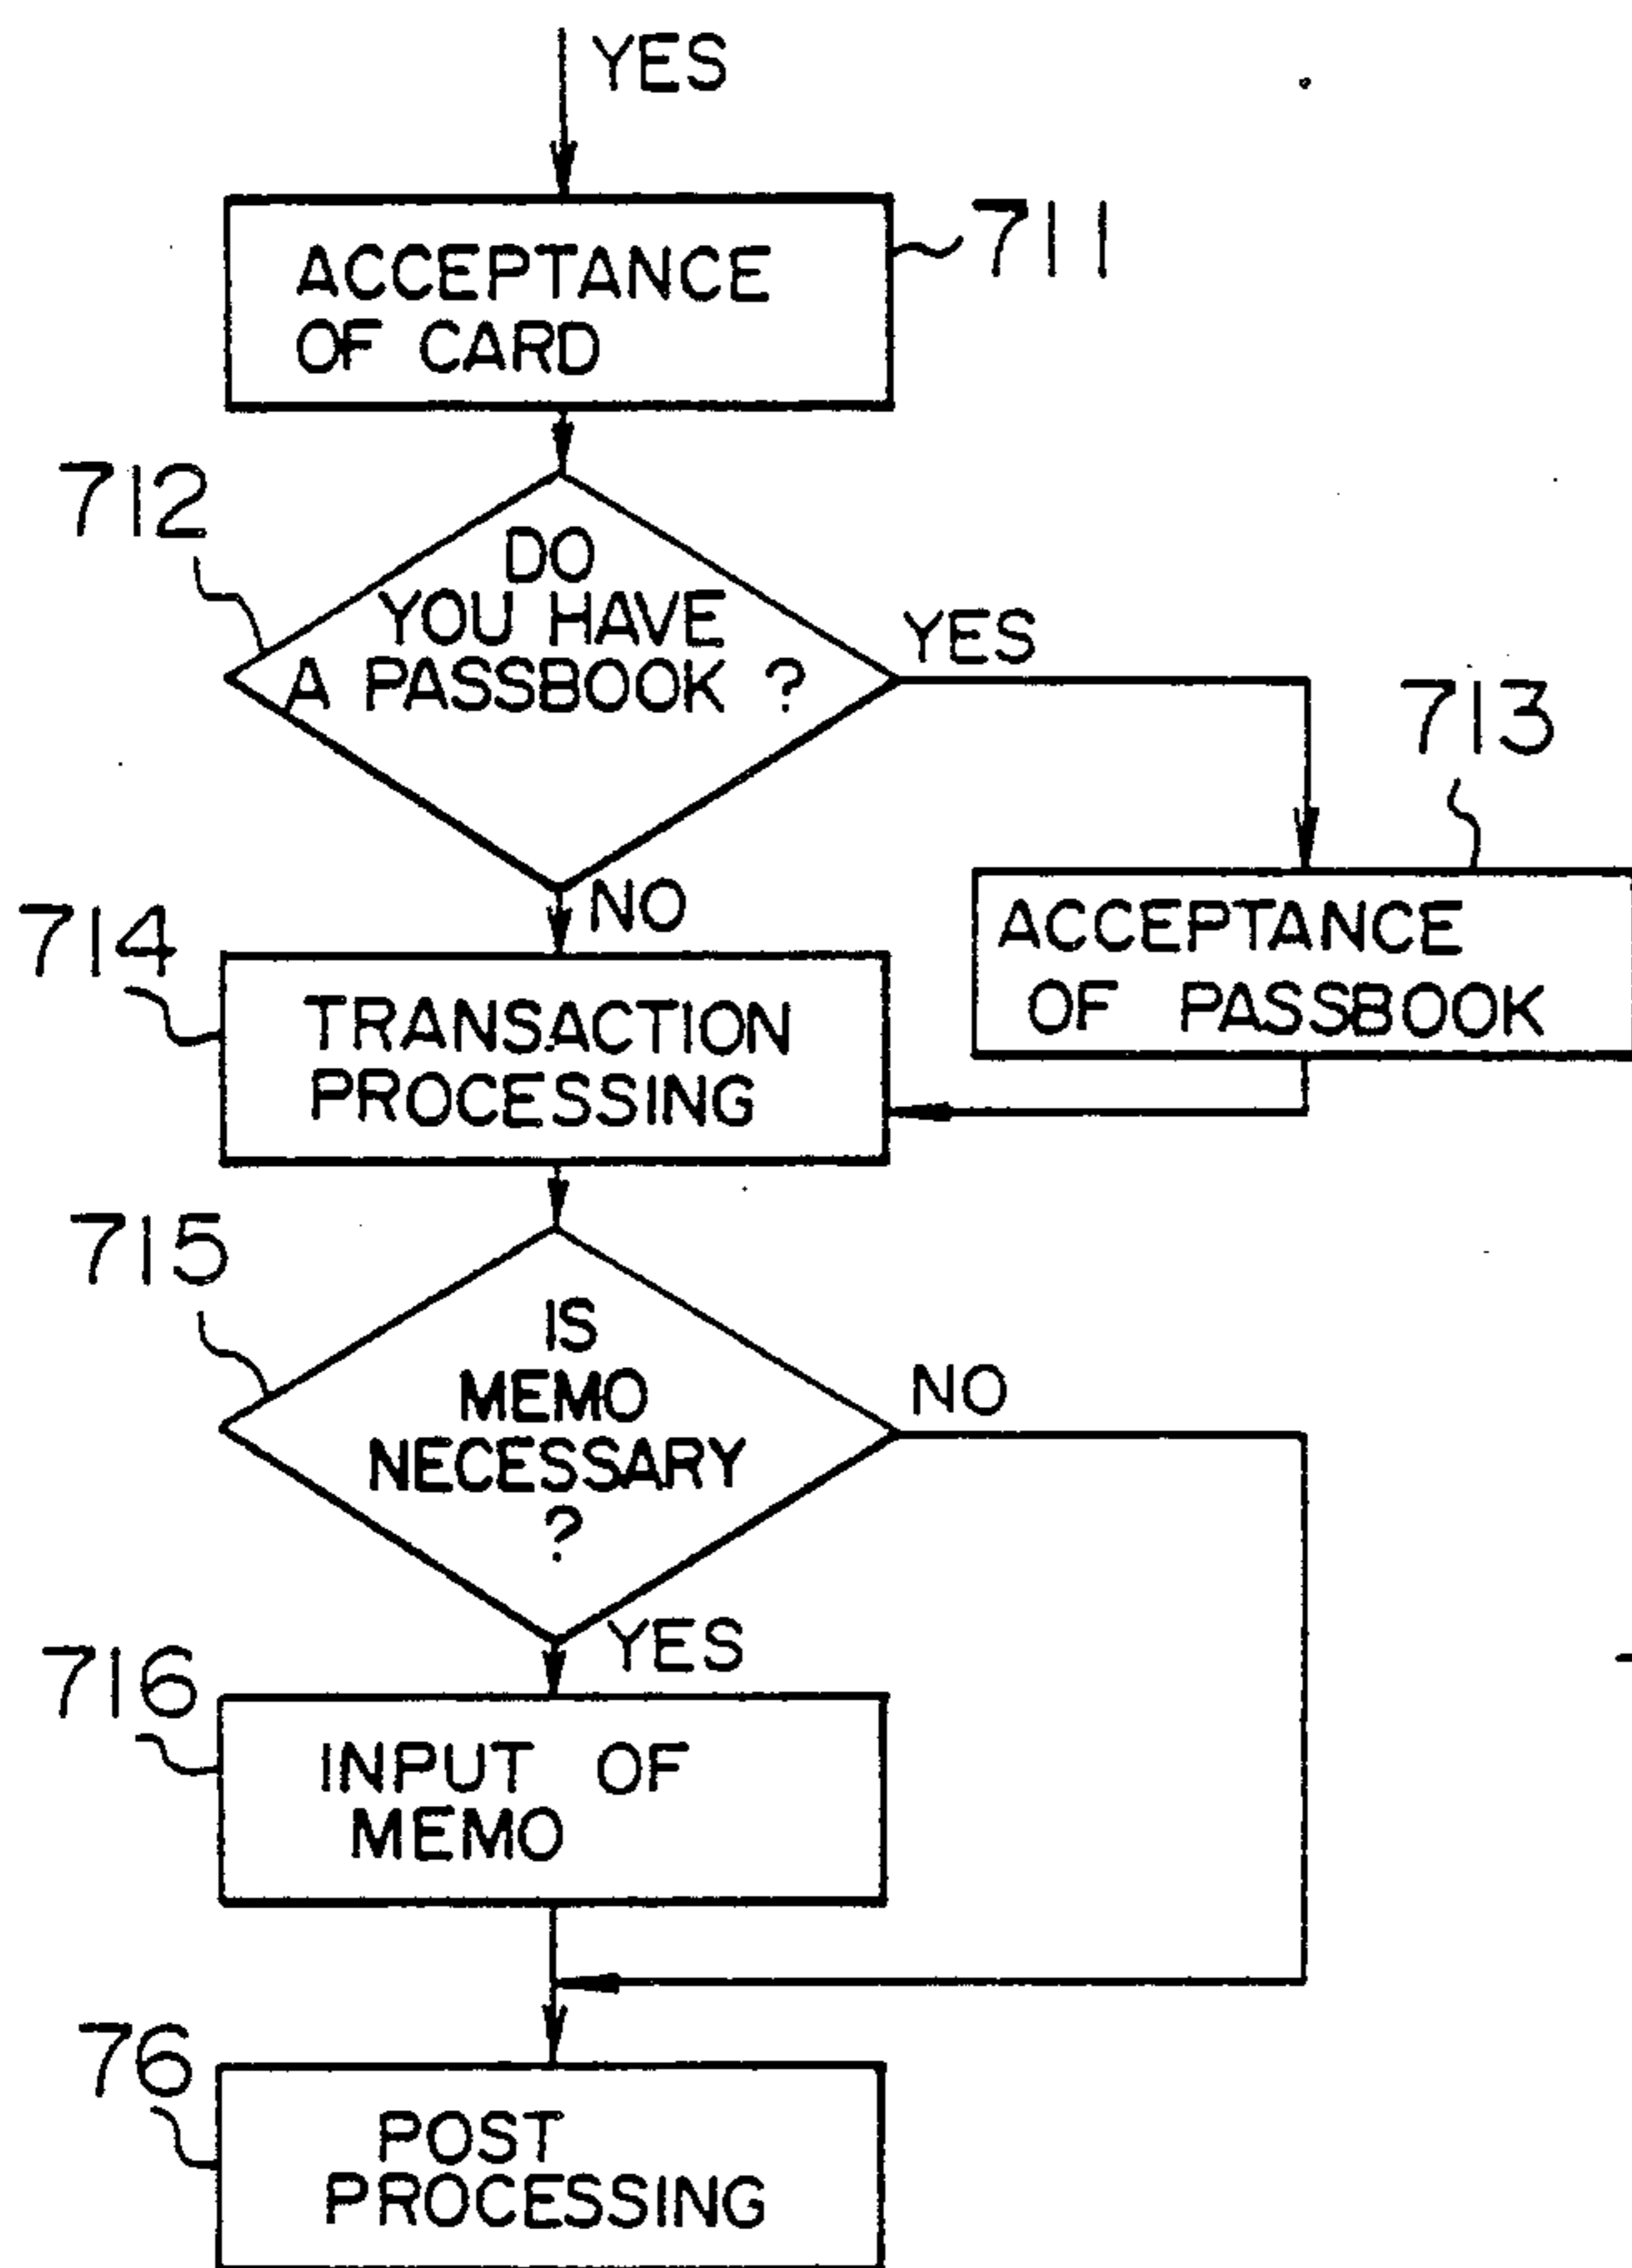 YES
ACCEPTANCE
OF CARD
711
712
DO
YOU HAVE
A PASSBOOK ?
YES
713
NO
ACCEPTANCE
OF PASSBOOK
714
TRANSACTION
PROCESSING
715
IS
MEMO
NECESSARY
?
NO
YES
716
INPUT OF
MEMO
76
POST
PROCESSING